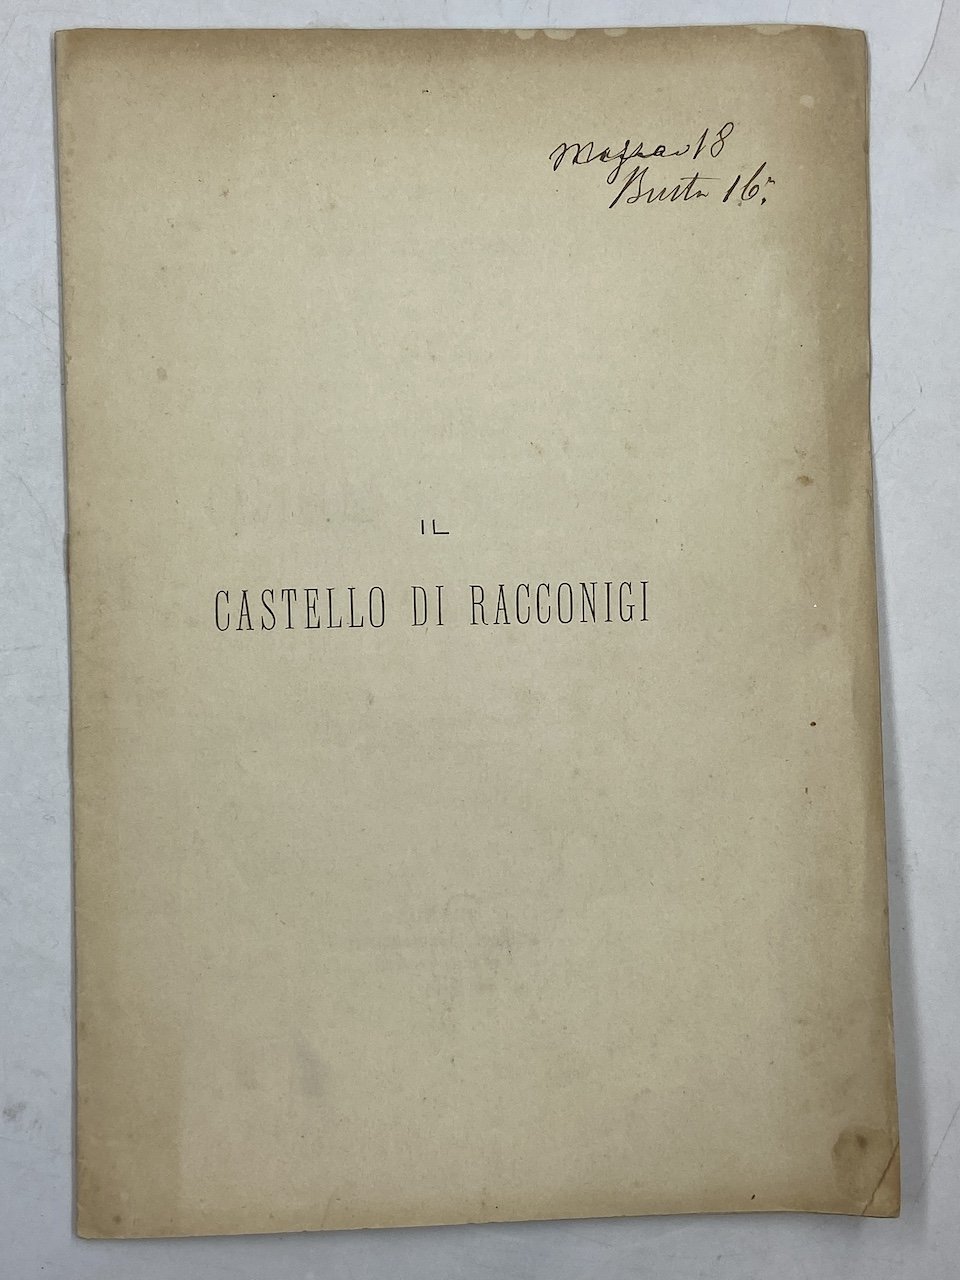 Mazzo 18
Busta 16.ª
IL
CASTELLO DI RACCONIGI